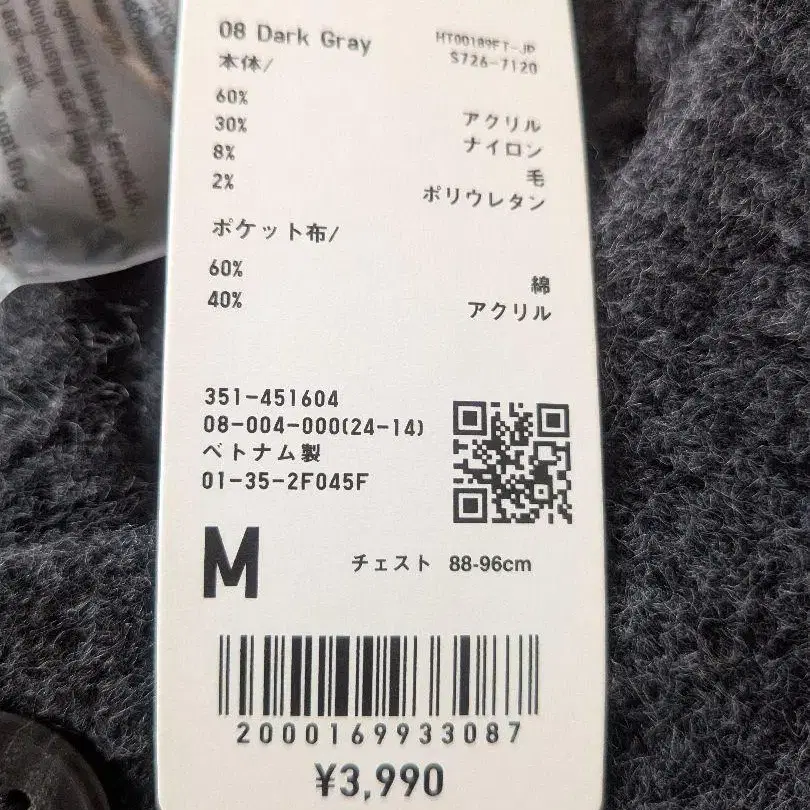 08 Dark Gray
HT00189FT-JP
S726-7120
本体/
60% アクリル
30% ナイロン
8% 毛
2% ポリウレタン
ポケット布/
60% 綿
40% アクリル
351-451604
08-004-000(24-14)
ベトナム製
01-35-2F045F
M チェスト 88-96cm
2000169933087
¥3,990